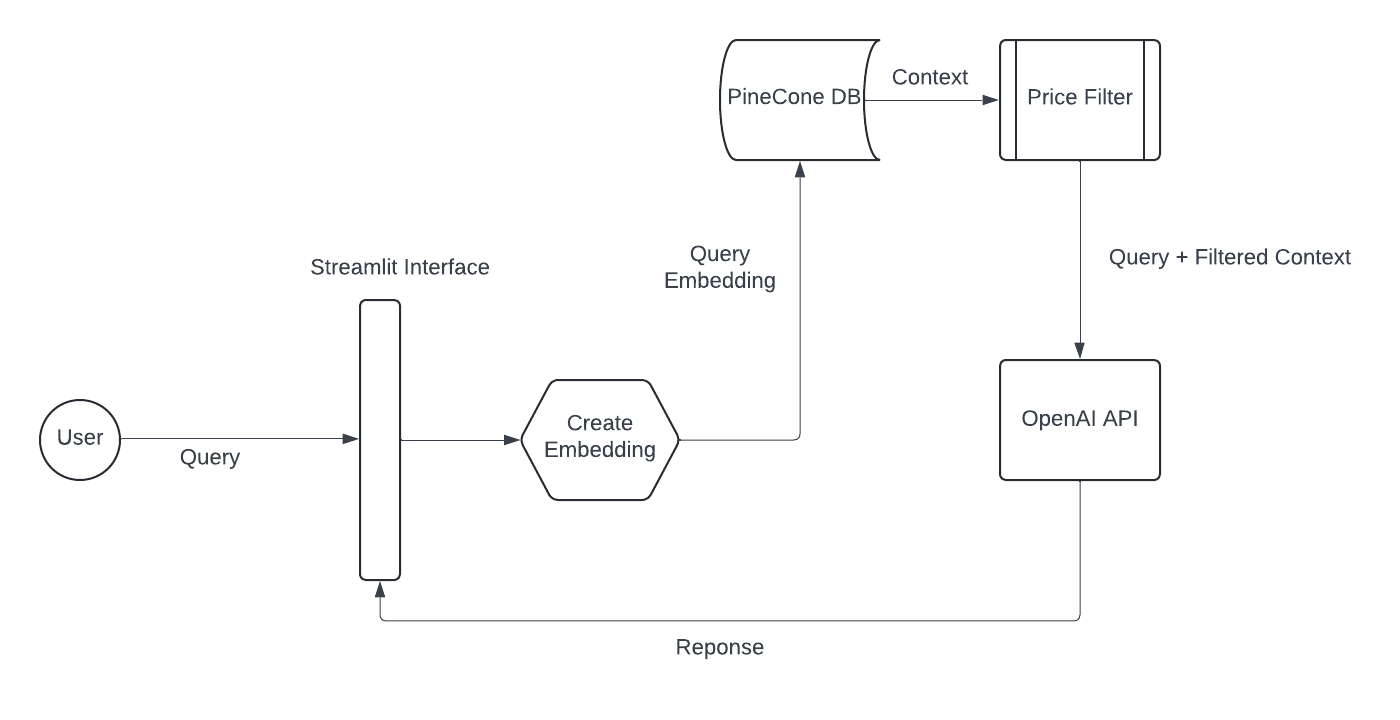 PineCone DB
Context
Price Filter
Query
Embedding
Query + Filtered Context
Streamlit Interface
User
Query
Create
Embedding
OpenAI API
Reponse